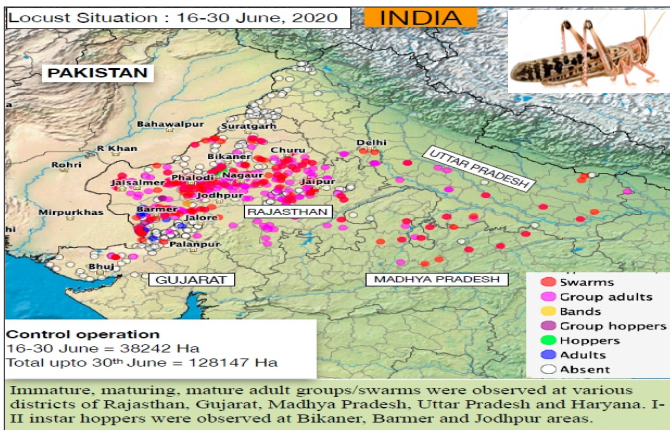 Locust Situation : 16-30 June, 2020
INDIA
PAKISTAN
Bahawalpur
Suratgarh
R Khan
Churu
Delhi
Bikaner
Rohri
UTTAR PRADESH
Phalodi
Nagaur
Jaisalmer
Jaipur
Jodhpur
Mirpurkhas
Barmer
RAJASTHAN
Jalore
Palanpur
Bhuj
GUJARAT
MADHYA PRADESH
Swarms
Group adults
Bands
Group hoppers
Hoppers
Adults
Absent
Control operation
16-30 June = 38242 Ha
Total upto 30th June = 128147 Ha
Immature, maturing, mature adult groups/swarms were observed at various
districts of Rajasthan, Gujarat, Madhya Pradesh, Uttar Pradesh and Haryana. I-
II instar hoppers were observed at Bikaner, Barmer and Jodhpur areas.